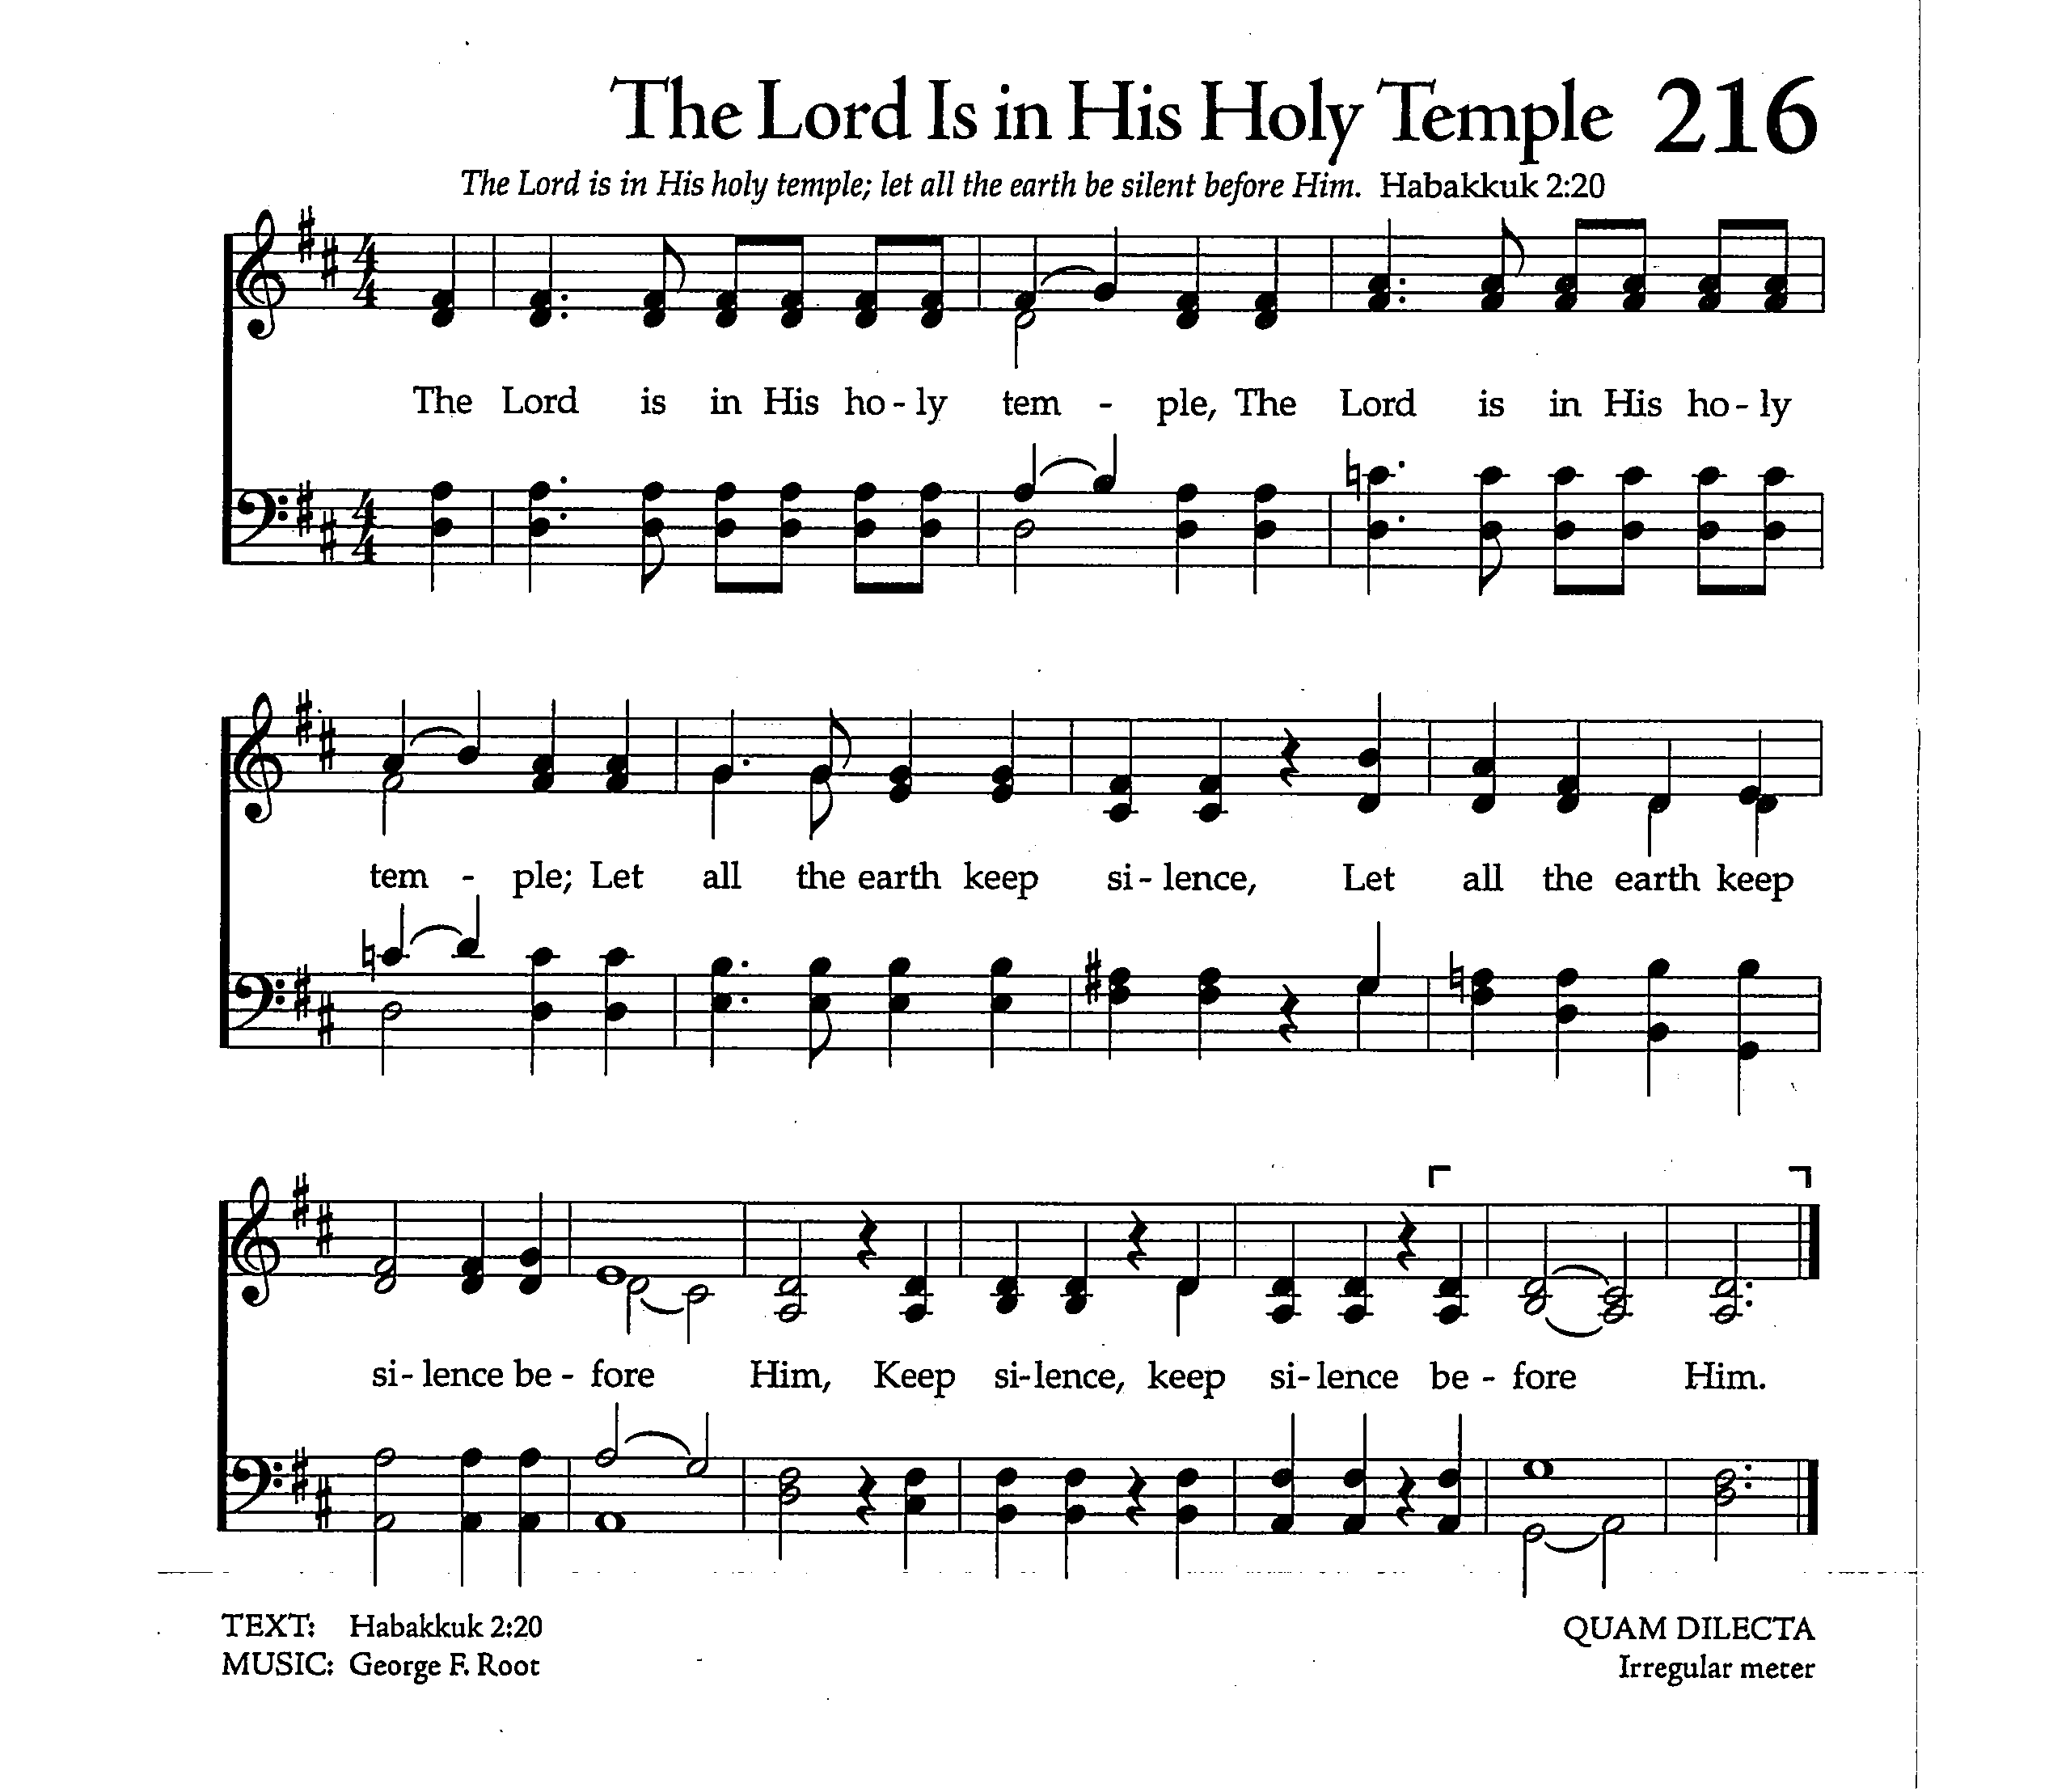 The Lord Is in His Holy Temple 216
The Lord is in His holy temple; let all the earth be silent before Him. Habakkuk 2:20
The Lord is in His ho - ly tem - ple, The Lord is in His ho - ly
tem - ple; Let all the earth keep si - lence, Let all the earth keep
si - lence be - fore Him, Keep si - lence, keep si - lence be - fore Him.
TEXT: Habakkuk 2:20
MUSIC: George F. Root
QUAM DILECTA
Irregular meter